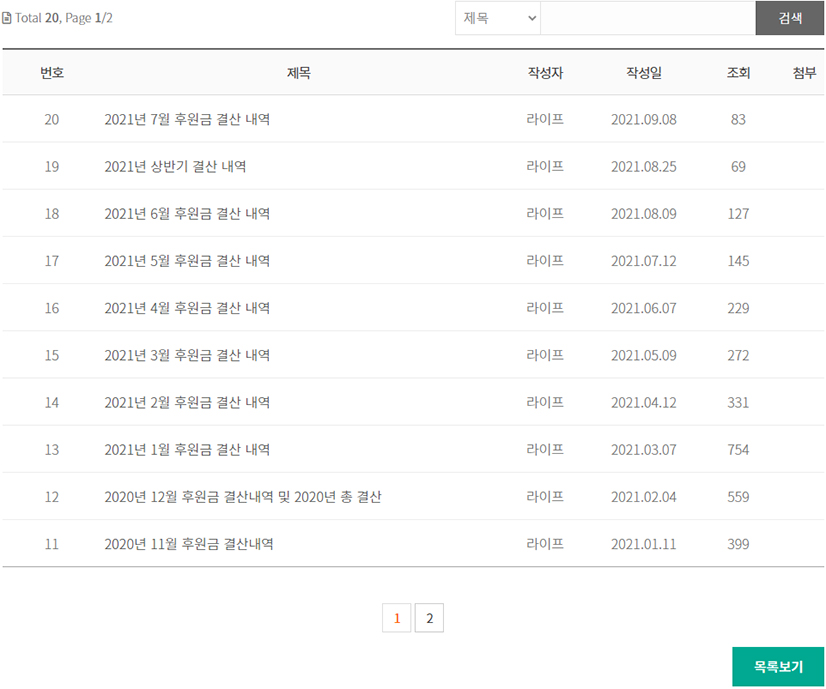 Total 20, Page 1/2 제목 검색
번호 제목 작성자 작성일 조회 첨부
20 2021년 7월 후원금 결산 내역 라이프 2021.09.08 83
19 2021년 상반기 결산 내역 라이프 2021.08.25 69
18 2021년 6월 후원금 결산 내역 라이프 2021.08.09 127
17 2021년 5월 후원금 결산 내역 라이프 2021.07.12 145
16 2021년 4월 후원금 결산 내역 라이프 2021.06.07 229
15 2021년 3월 후원금 결산 내역 라이프 2021.05.09 272
14 2021년 2월 후원금 결산 내역 라이프 2021.04.12 331
13 2021년 1월 후원금 결산 내역 라이프 2021.03.07 754
12 2020년 12월 후원금 결산내역 및 2020년 총 결산 라이프 2021.02.04 559
11 2020년 11월 후원금 결산내역 라이프 2021.01.11 399
1 2
목록보기